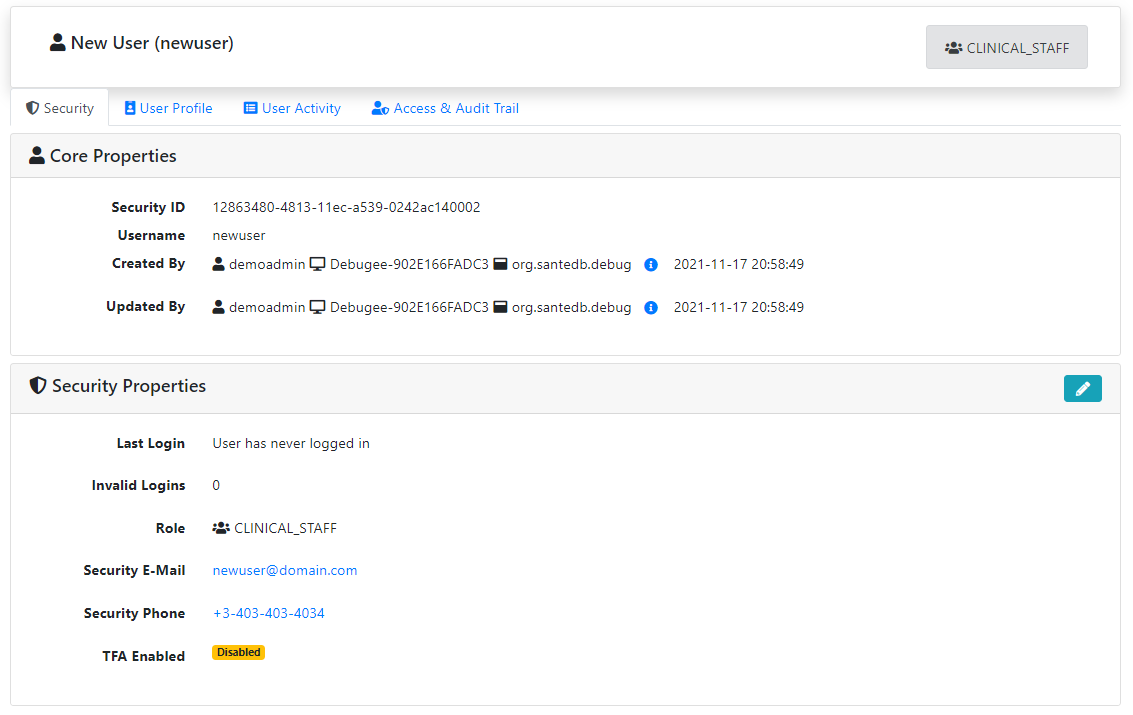 New User (newuser)
CLINICAL_STAFF
Security User Profile User Activity Access & Audit Trail
Core Properties
Security ID 12863480-4813-11ec-a539-0242ac140002
Username newuser
Created By demoadmin Debugee-902E166FADC3 org.santedb.debug 2021-11-17 20:58:49
Updated By demoadmin Debugee-902E166FADC3 org.santedb.debug 2021-11-17 20:58:49
Security Properties
Last Login User has never logged in
Invalid Logins 0
Role CLINICAL_STAFF
Security E-Mail newuser@domain.com
Security Phone +3-403-403-4034
TFA Enabled Disabled